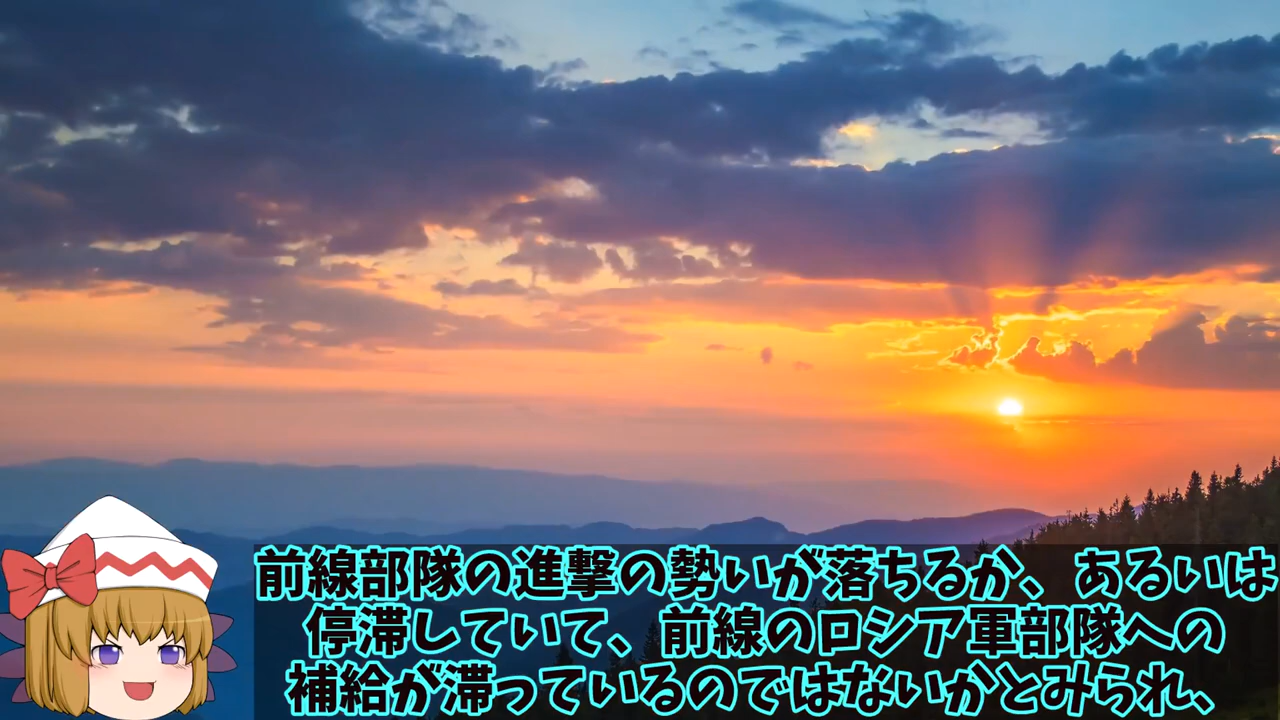 前線部隊の進撃の勢いが落ちるか、あるいは
停滞していて、前線のロシア軍部隊への
補給が滞っているのではないかとみられ、